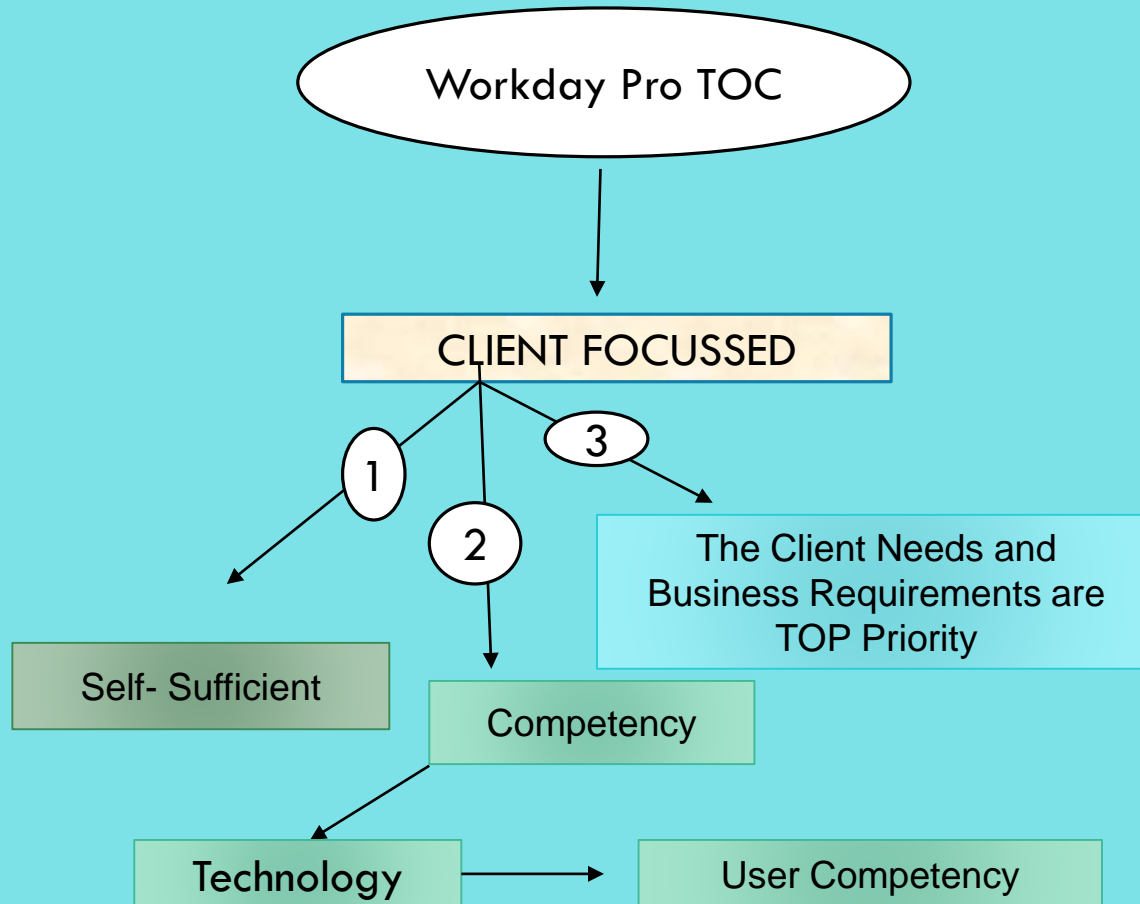 Workday Pro TOC
CLIENT FOCUSSED
1
2
3
Self- Sufficient
Competency
The Client Needs and
Business Requirements are
TOP Priority
Technology
User Competency